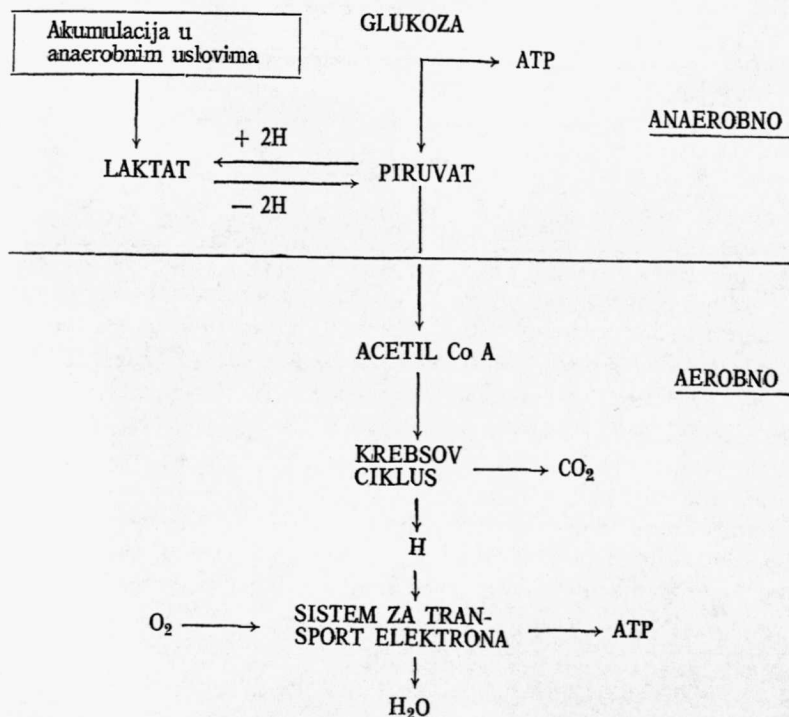 Akumulacija u
anaerobnim uslovima
GLUKOZA
ATP
ANAEROBNO
+ 2H
LAKTAT
PIRUVAT
— 2H
ACETIL Co A
AEROBNO
KREBSOV
CIKLUS
CO₂
H
O₂
SISTEM ZA TRAN-
SPORT ELEKTRONA
ATP
H₂O